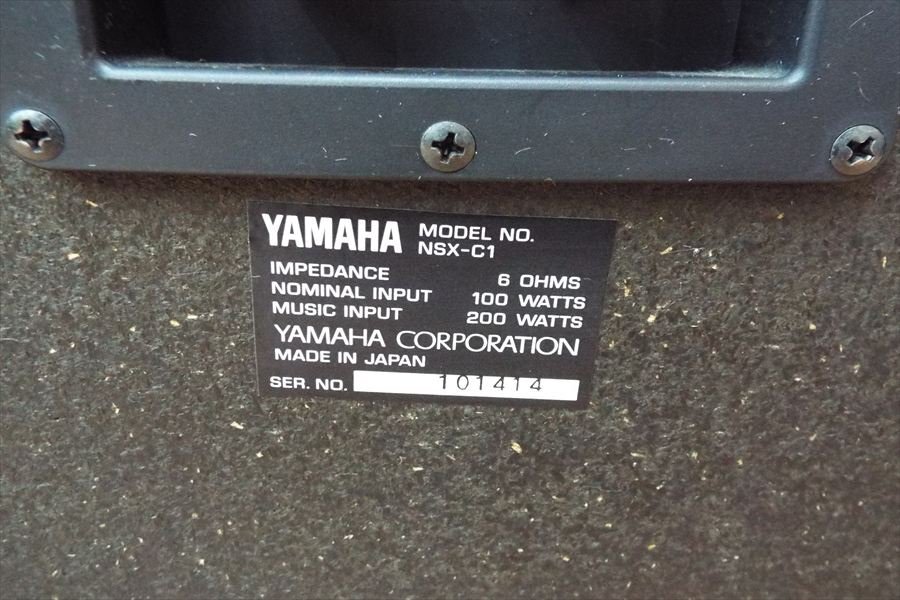 YAMAHA MODEL NO.
NSX-C1
IMPEDANCE 6 OHMS
NOMINAL INPUT 100 WATTS
MUSIC INPUT 200 WATTS
YAMAHA CORPORATION
MADE IN JAPAN
SER. NO. 101414